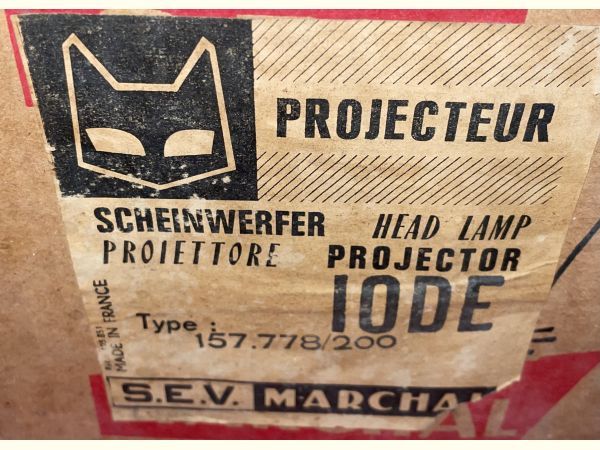 PROJECTEUR
SCHEINWERFER HEAD LAMP
PROIETTORE PROJECTOR
IODE
Type :
157.778/200
MADE IN FRANCE
S.E.V. MARCHAL